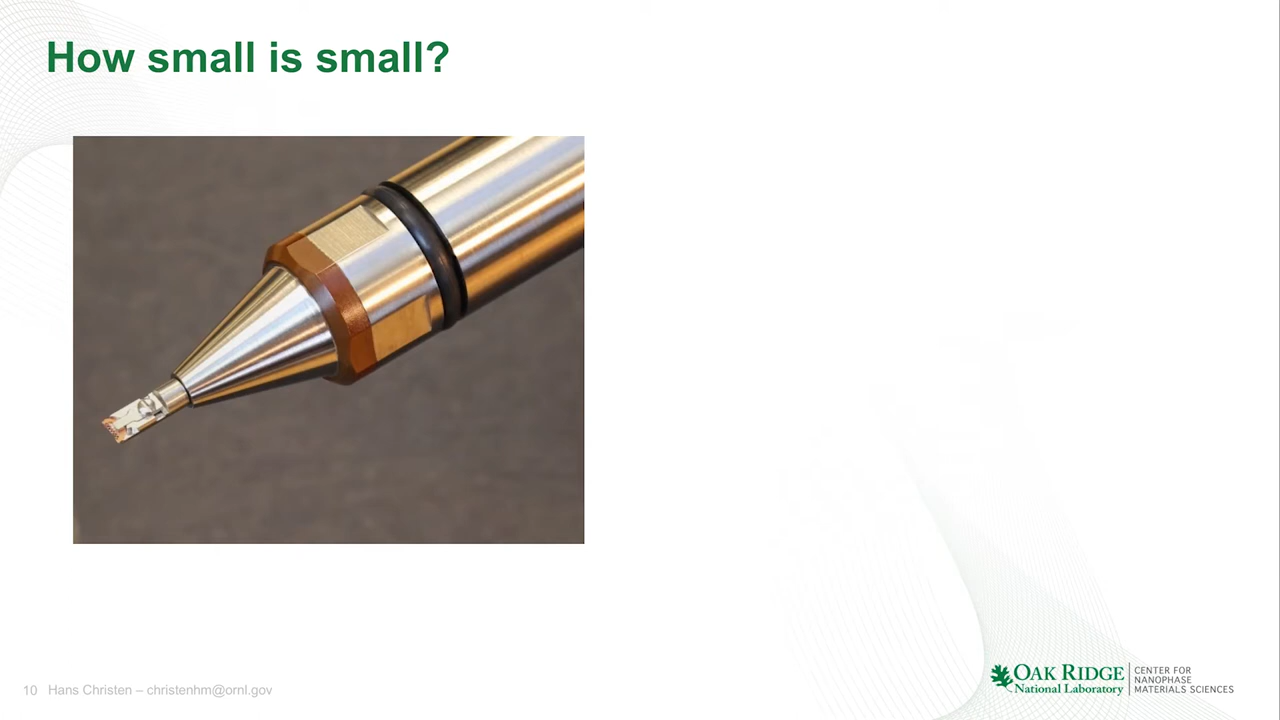 How small is small?
10 Hans Christen – christenhm@ornl.gov
OAK RIDGE
National Laboratory
CENTER FOR
NANOPHASE
MATERIALS SCIENCES